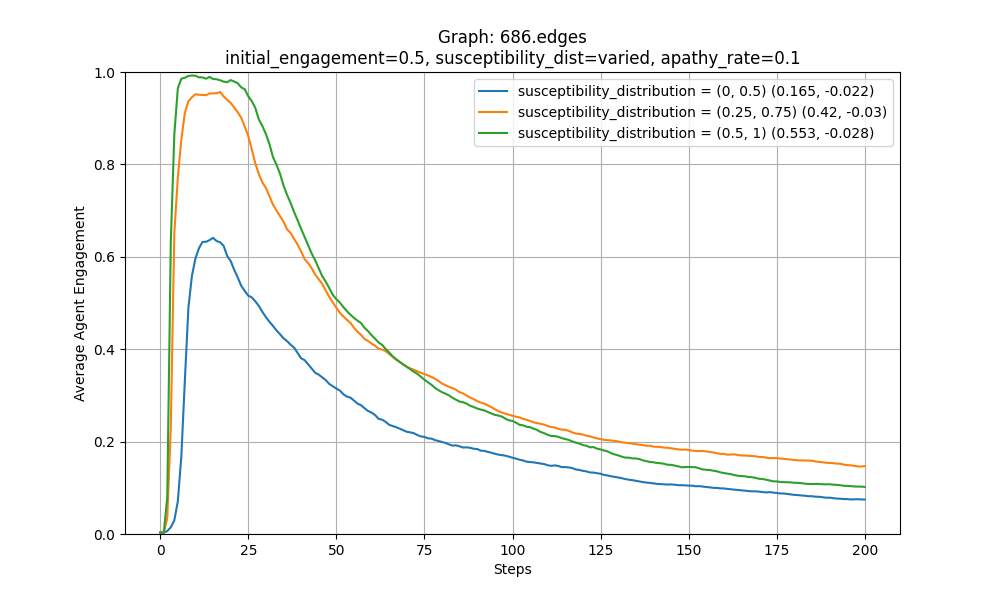 Graph: 686.edges
initial_engagement=0.5, susceptibility_dist=varied, apathy_rate=0.1
susceptibility_distribution = (0, 0.5) (0.165, -0.022)
susceptibility_distribution = (0.25, 0.75) (0.42, -0.03)
susceptibility_distribution = (0.5, 1) (0.553, -0.028)
Average Agent Engagement
1.0
0.8
0.6
0.4
0.2
0.0
0 25 50 75 100 125 150 175 200
Steps